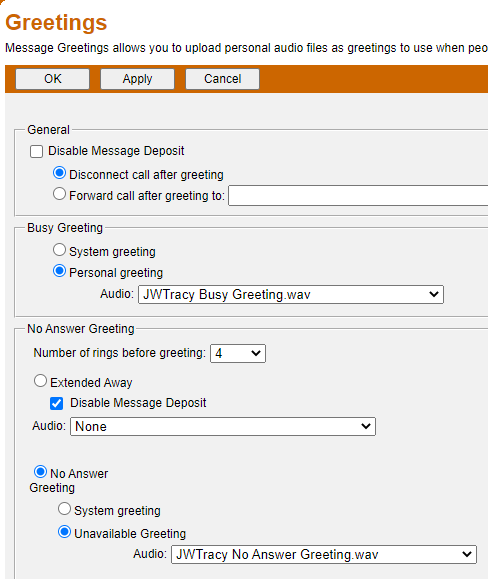 Greetings
Message Greetings allows you to upload personal audio files as greetings to use when peo
OK Apply Cancel
General
Disable Message Deposit
Disconnect call after greeting
Forward call after greeting to:
Busy Greeting
System greeting
Personal greeting
Audio: JWTracy Busy Greeting.wav
No Answer Greeting
Number of rings before greeting: 4
Extended Away
Disable Message Deposit
Audio: None
No Answer
Greeting
System greeting
Unavailable Greeting
Audio: JWTracy No Answer Greeting.wav